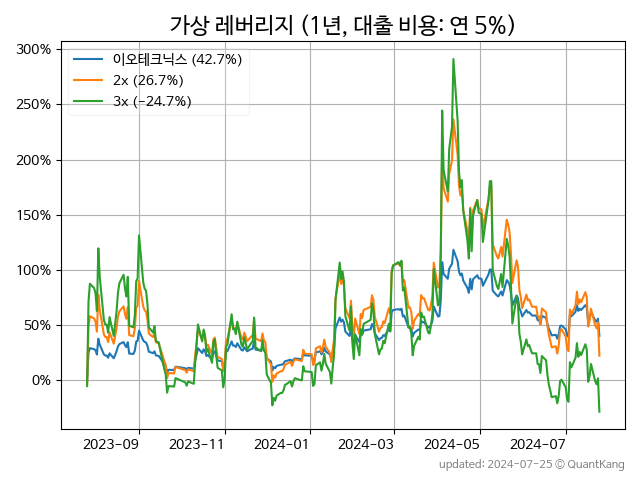 가상 레버리지 (1년, 대출 비용: 연 5%)
300%
250%
200%
150%
100%
50%
0%
이오테크닉스 (42.7%)
2x (26.7%)
3x (-24.7%)
2023-09
2023-11
2024-01
2024-03
2024-05
2024-07
updated: 2024-07-25 © QuantKang